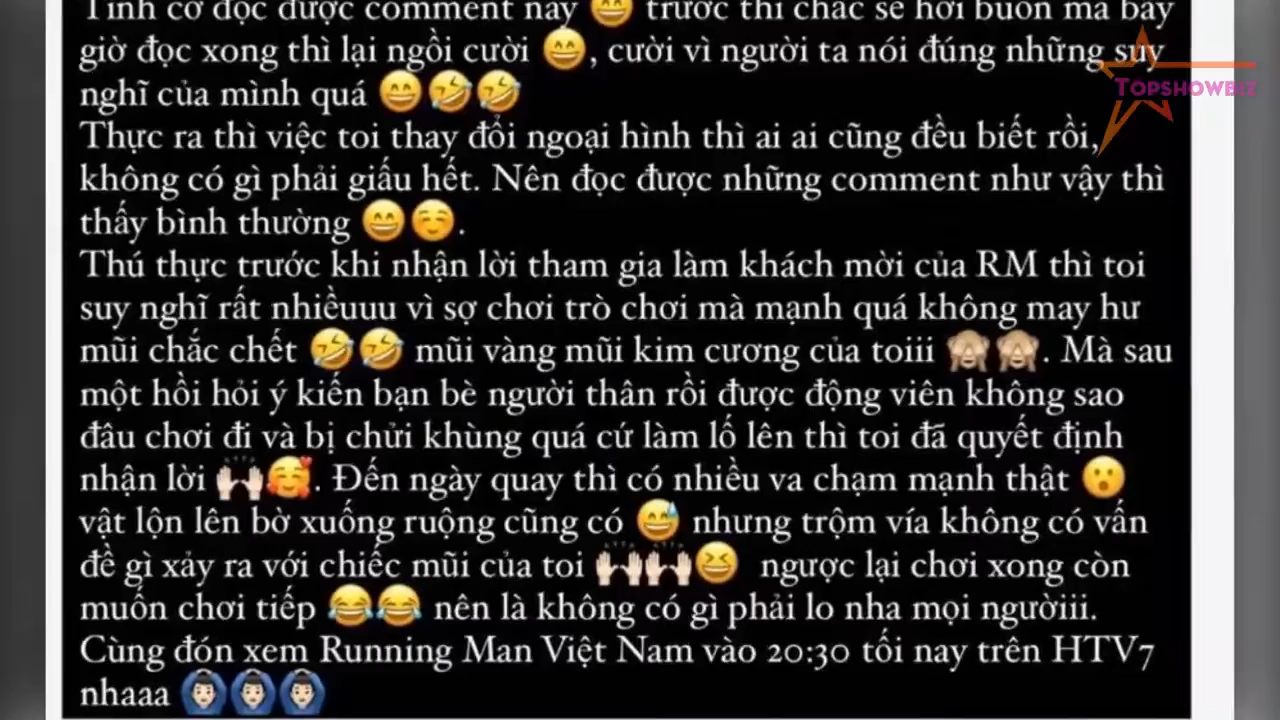 Tình cờ đọc được comment này 😄 trước thì chắc sẽ hơi buồn mà bây
giờ đọc xong thì lại ngồi cười 😄, cười vì người ta nói đúng những suy
nghĩ của mình quá 😄🤣🤣
Thực ra thì việc toi thay đổi ngoại hình thì ai ai cũng đều biết rồi,
không có gì phải giấu hết. Nên đọc được những comment như vậy thì
thấy bình thường 😄☺️.
Thú thực trước khi nhận lời tham gia làm khách mời của RM thì toi
suy nghĩ rất nhiềuuu vì sợ chơi trò chơi mà mạnh quá không may hư
mũi chắc chết 🤣🤣 mũi vàng mũi kim cương của toiii 🙈🙈. Mà sau
một hồi hỏi ý kiến bạn bè người thân rồi được động viên không sao
đâu chơi đi và bị chửi khùng quá cứ làm lố lên thì toi đã quyết định
nhận lời 🙌🏻🥰. Đến ngày quay thì có nhiều va chạm mạnh thật 😮
vật lộn lên bờ xuống ruộng cũng có 😅 nhưng trộm vía không có vấn
đề gì xảy ra với chiếc mũi của toi 🙌🏻🙌🏻😆 ngược lại chơi xong còn
muốn chơi tiếp 😂😂 nên là không có gì phải lo nha mọi ngườiii.
Cùng đón xem Running Man Việt Nam vào 20:30 tối nay trên HTV7
nhaaa 🙆🏻‍♂️🙆🏻‍♂️🙆🏻‍♂️
TOPSHOWBIZ